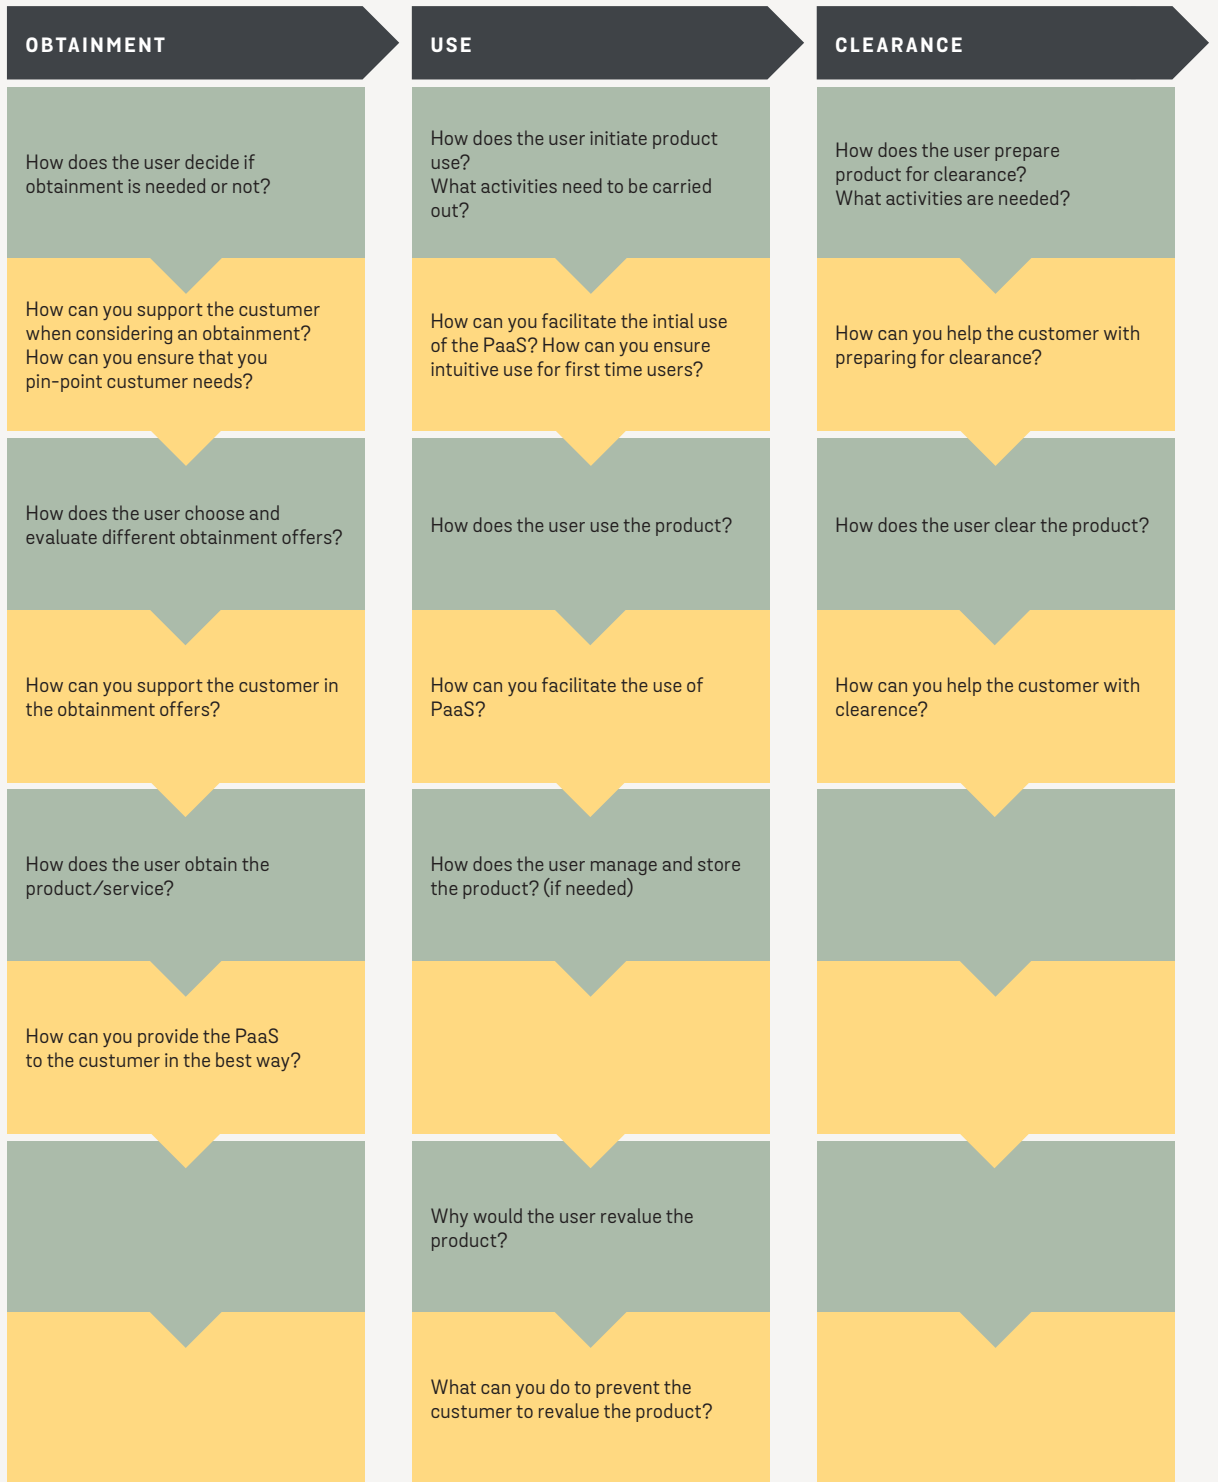 OBTAINMENT
How does the user decide if
obtainment is needed or not?
How can you support the custumer
when considering an obtainment?
How can you ensure that you
pin-point custumer needs?
How does the user choose and
evaluate different obtainment offers?
How can you support the customer in
the obtainment offers?
How does the user obtain the
product/service?
How can you provide the PaaS
to the custumer in the best way?
USE
How does the user initiate product
use?
What activities need to be carried
out?
How can you facilitate the intial use
of the PaaS? How can you ensure
intuitive use for first time users?
How does the user use the product?
How can you facilitate the use of
PaaS?
How does the user manage and store
the product? (if needed)
Why would the user revalue the
product?
What can you do to prevent the
custumer to revalue the product?
CLEARANCE
How does the user prepare
product for clearance?
What activities are needed?
How can you help the customer with
preparing for clearance?
How does the user clear the product?
How can you help the customer with
clearence?